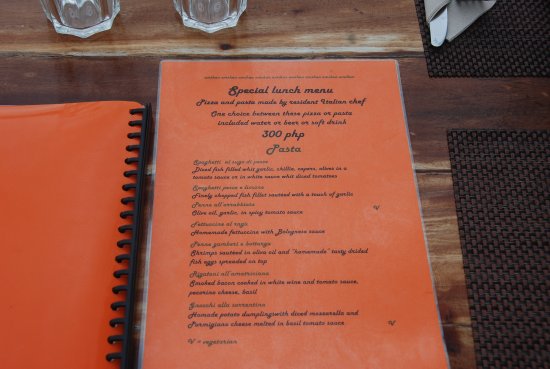 Special lunch menu
Pizza and pasta made by resident Italian chef
One choice between these pizza or pasta
included water or beer or soft drink
300 php
Pasta
Spaghetti al sugo di pesce
Diced fish filled whit garlic, chillie, capers, olives in a
tomato sauce or in white sauce whit diced tomatoes
Spaghetti pesce e limone
Finely chopped fish fillet sautéed with a touch of garlic
Penne all'arrabbiata V
Olive oil, garlic, in spicy tomato sauce
Fettuccine al ragù
Homemade fettuccine with Bolognese sauce
Penne gamberi e bottarga
Shrimps sautéed in olive oil and "homemade" tasty drided
fish eggs spreaded on top
Rigatoni all'amatriciana
Smoked bacon cooked in white wine and tomato sauce,
pecorino cheese, basil
Gnocchi alla sorrentina
Homade potato dumplings with diced mozzarella and
Parmigiano cheese melted in basil tomato sauce V
V = vegetarian